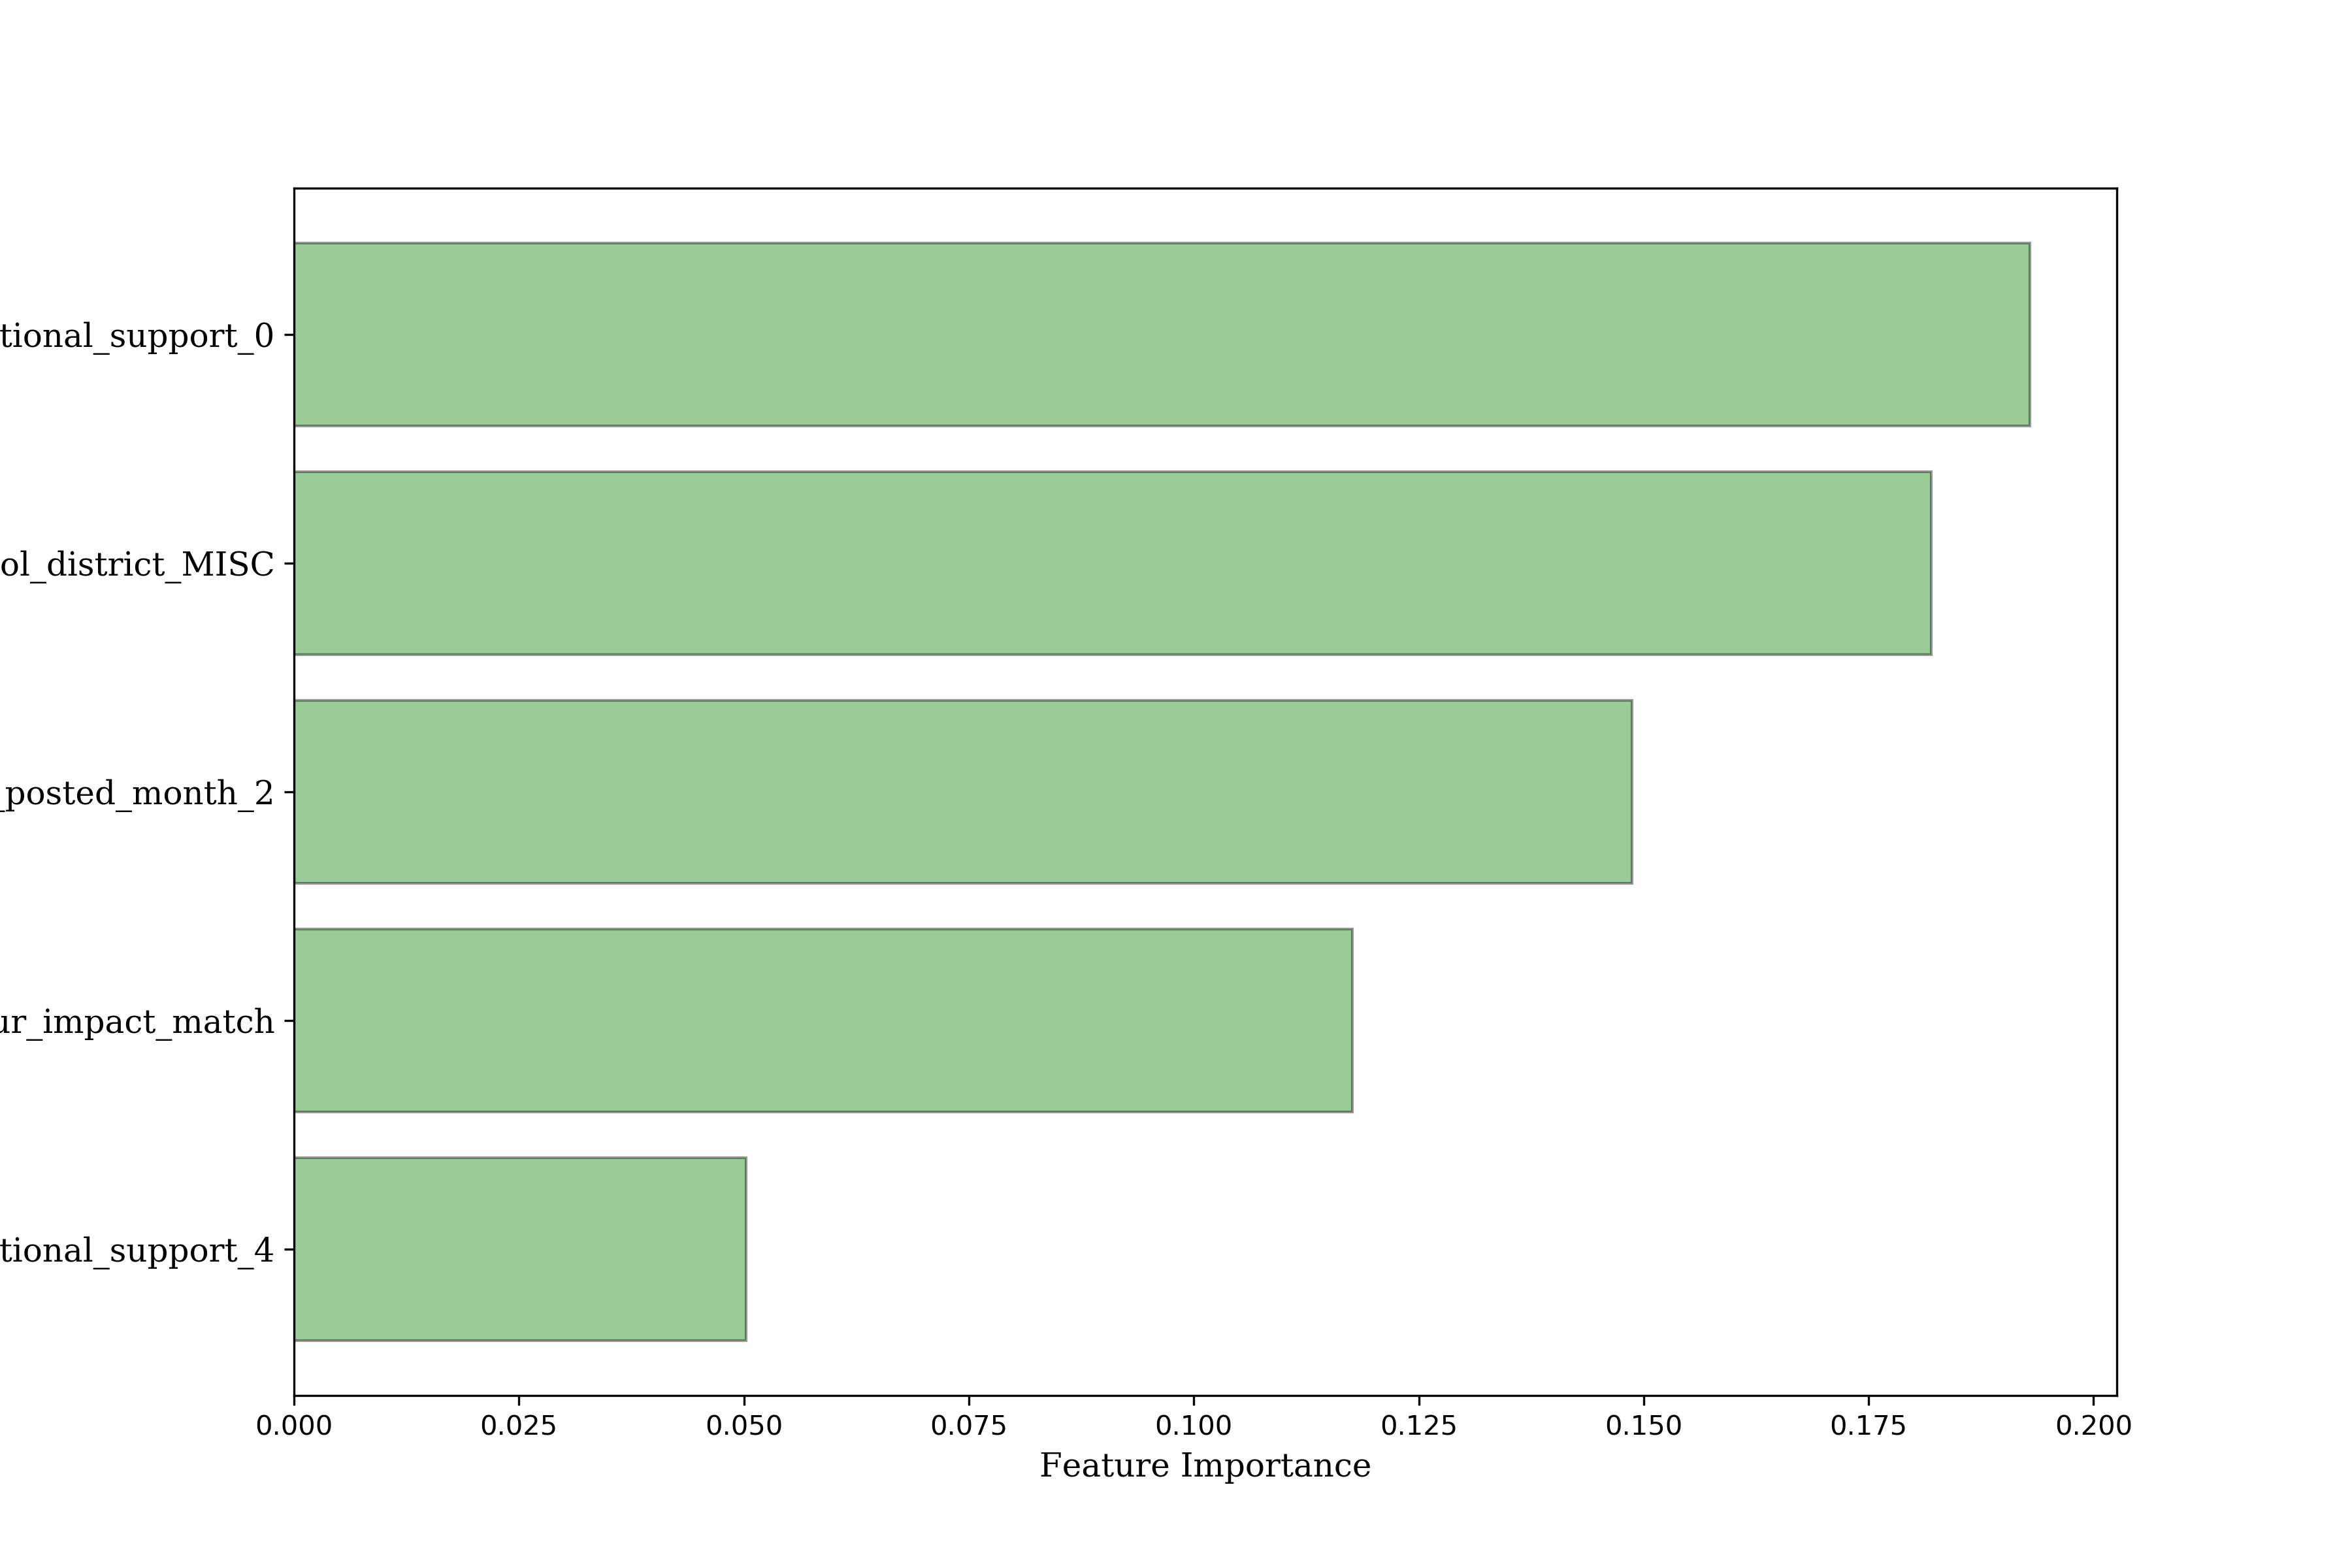 tional_support_0
ol_district_MISC
_posted_month_2
ur_impact_match
tional_support_4
0.000 0.025 0.050 0.075 0.100 0.125 0.150 0.175 0.200
Feature Importance